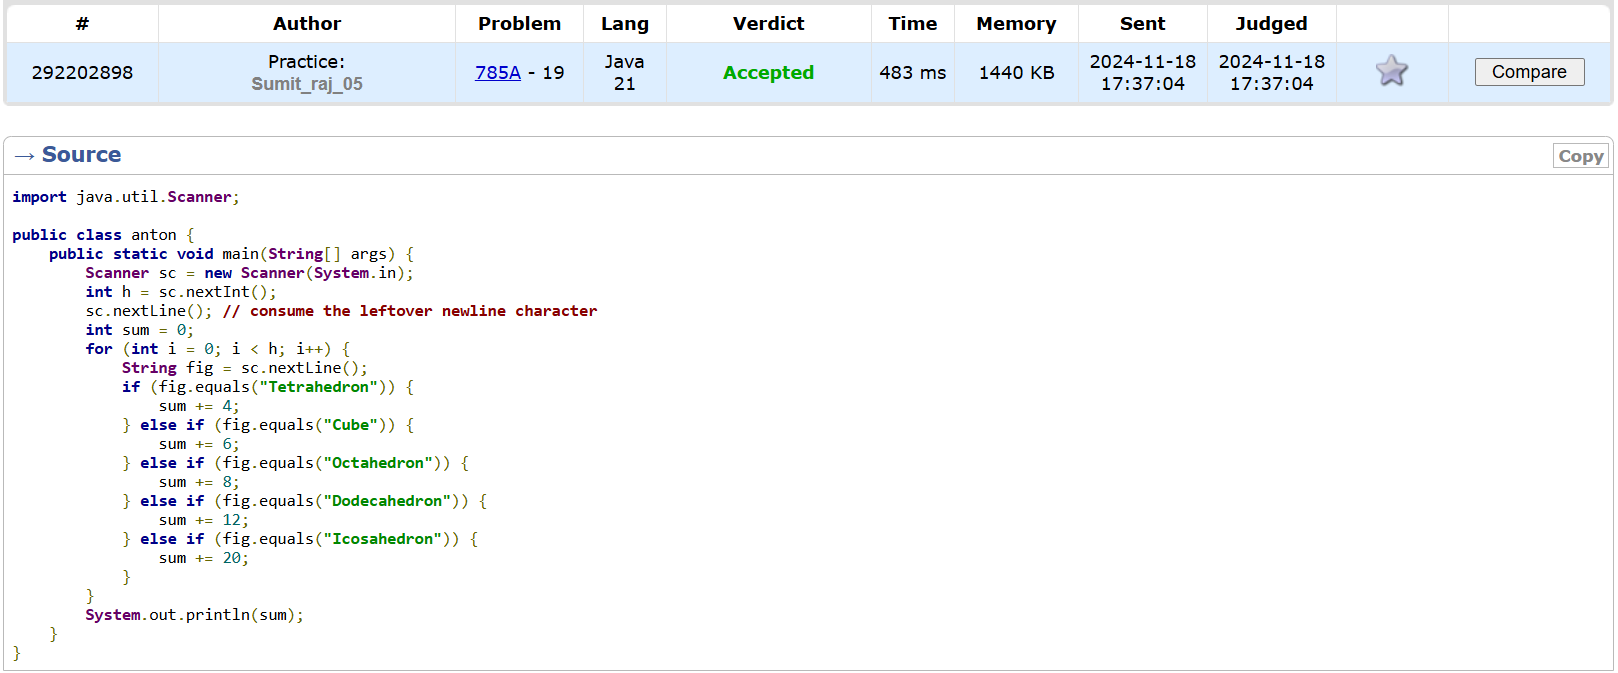 # Author Problem Lang Verdict Time Memory Sent Judged
292202898 Practice: Sumit_raj_05 785A - 19 Java 21 Accepted 483 ms 1440 KB 2024-11-18 17:37:04 2024-11-18 17:37:04 Compare
→ Source Copy
import java.util.Scanner;

public class anton {
    public static void main(String[] args) {
        Scanner sc = new Scanner(System.in);
        int h = sc.nextInt();
        sc.nextLine(); // consume the leftover newline character
        int sum = 0;
        for (int i = 0; i < h; i++) {
            String fig = sc.nextLine();
            if (fig.equals("Tetrahedron")) {
                sum += 4;
            } else if (fig.equals("Cube")) {
                sum += 6;
            } else if (fig.equals("Octahedron")) {
                sum += 8;
            } else if (fig.equals("Dodecahedron")) {
                sum += 12;
            } else if (fig.equals("Icosahedron")) {
                sum += 20;
            }
        }
        System.out.println(sum);
    }
}